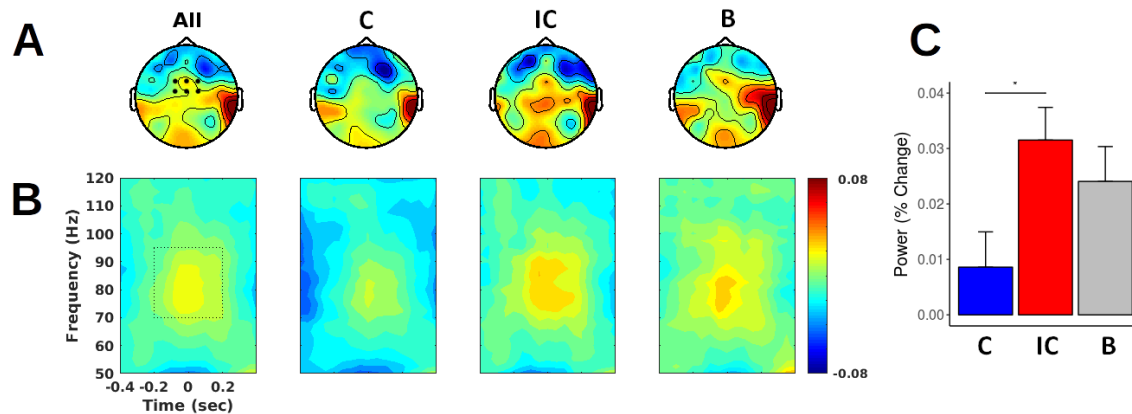 A
All
C
IC
B
B
Frequency (Hz)
120
110
100
90
80
70
60
50
-0.4
-0.2
0
0.2
Time (sec)
0.08
-0.08
C
*
Power (% Change)
0.04
0.03
0.02
0.01
0.00
C
IC
B